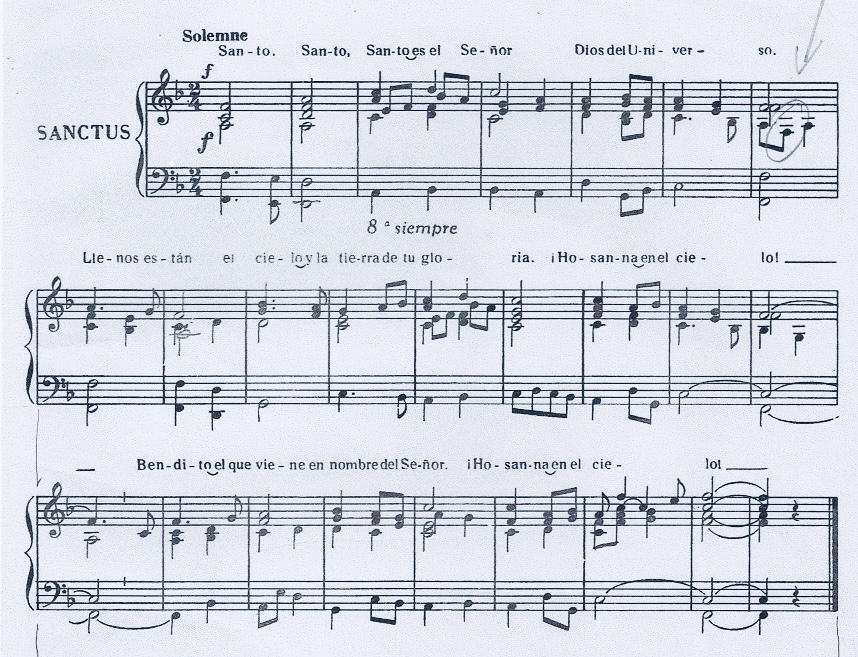 Solemne
f San-to. San-to, San-to es el Se-ñor Dios del U-ni-ver- so.
SANCTUS
f
8ª siempre
Lle-nos es-tán el cie-lo y la tie-rra de tu glo- ria. ¡Ho-san-na en el cie- lo! ____
__ Ben-di-to el que vie-ne en nombre del Se-ñor. ¡Ho-san-na en el cie- lo! ____